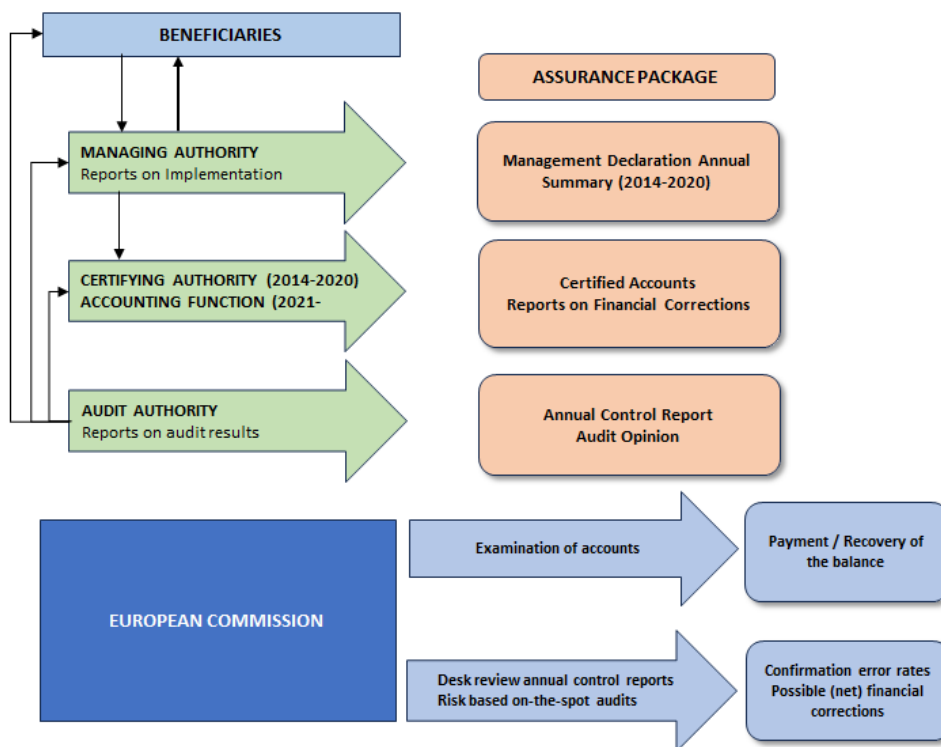 BENEFICIARIES
ASSURANCE PACKAGE
MANAGING AUTHORITY
Reports on Implementation
Management Declaration Annual
Summary (2014-2020)
CERTIFYING AUTHORITY (2014-2020)
ACCOUNTING FUNCTION (2021-
Certified Accounts
Reports on Financial Corrections
AUDIT AUTHORITY
Reports on audit results
Annual Control Report
Audit Opinion
EUROPEAN COMMISSION
Examination of accounts
Payment / Recovery of
the balance
Desk review annual control reports
Risk based on-the-spot audits
Confirmation error rates
Possible (net) financial
corrections